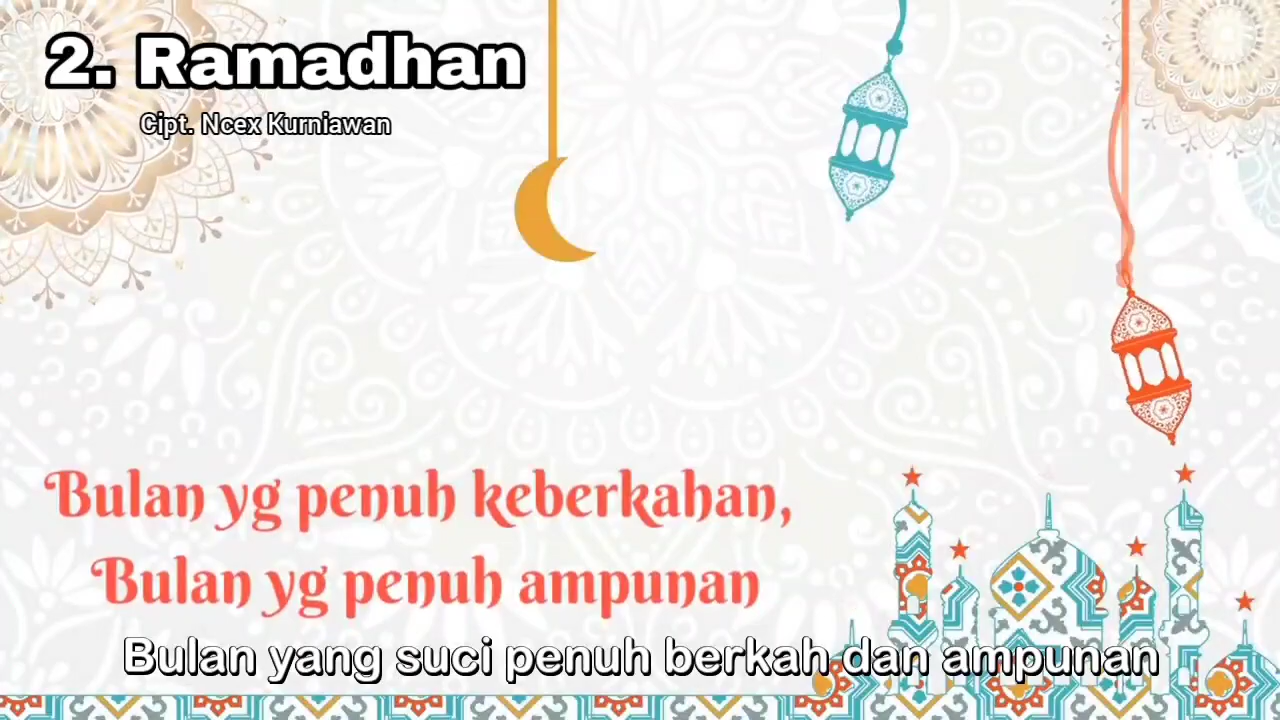 2. Ramadhan
Cipt. Ncex Kurniawan
Bulan yg penuh keberkahan,
Bulan yg penuh ampunan
Bulan yang suci penuh berkah dan ampunan